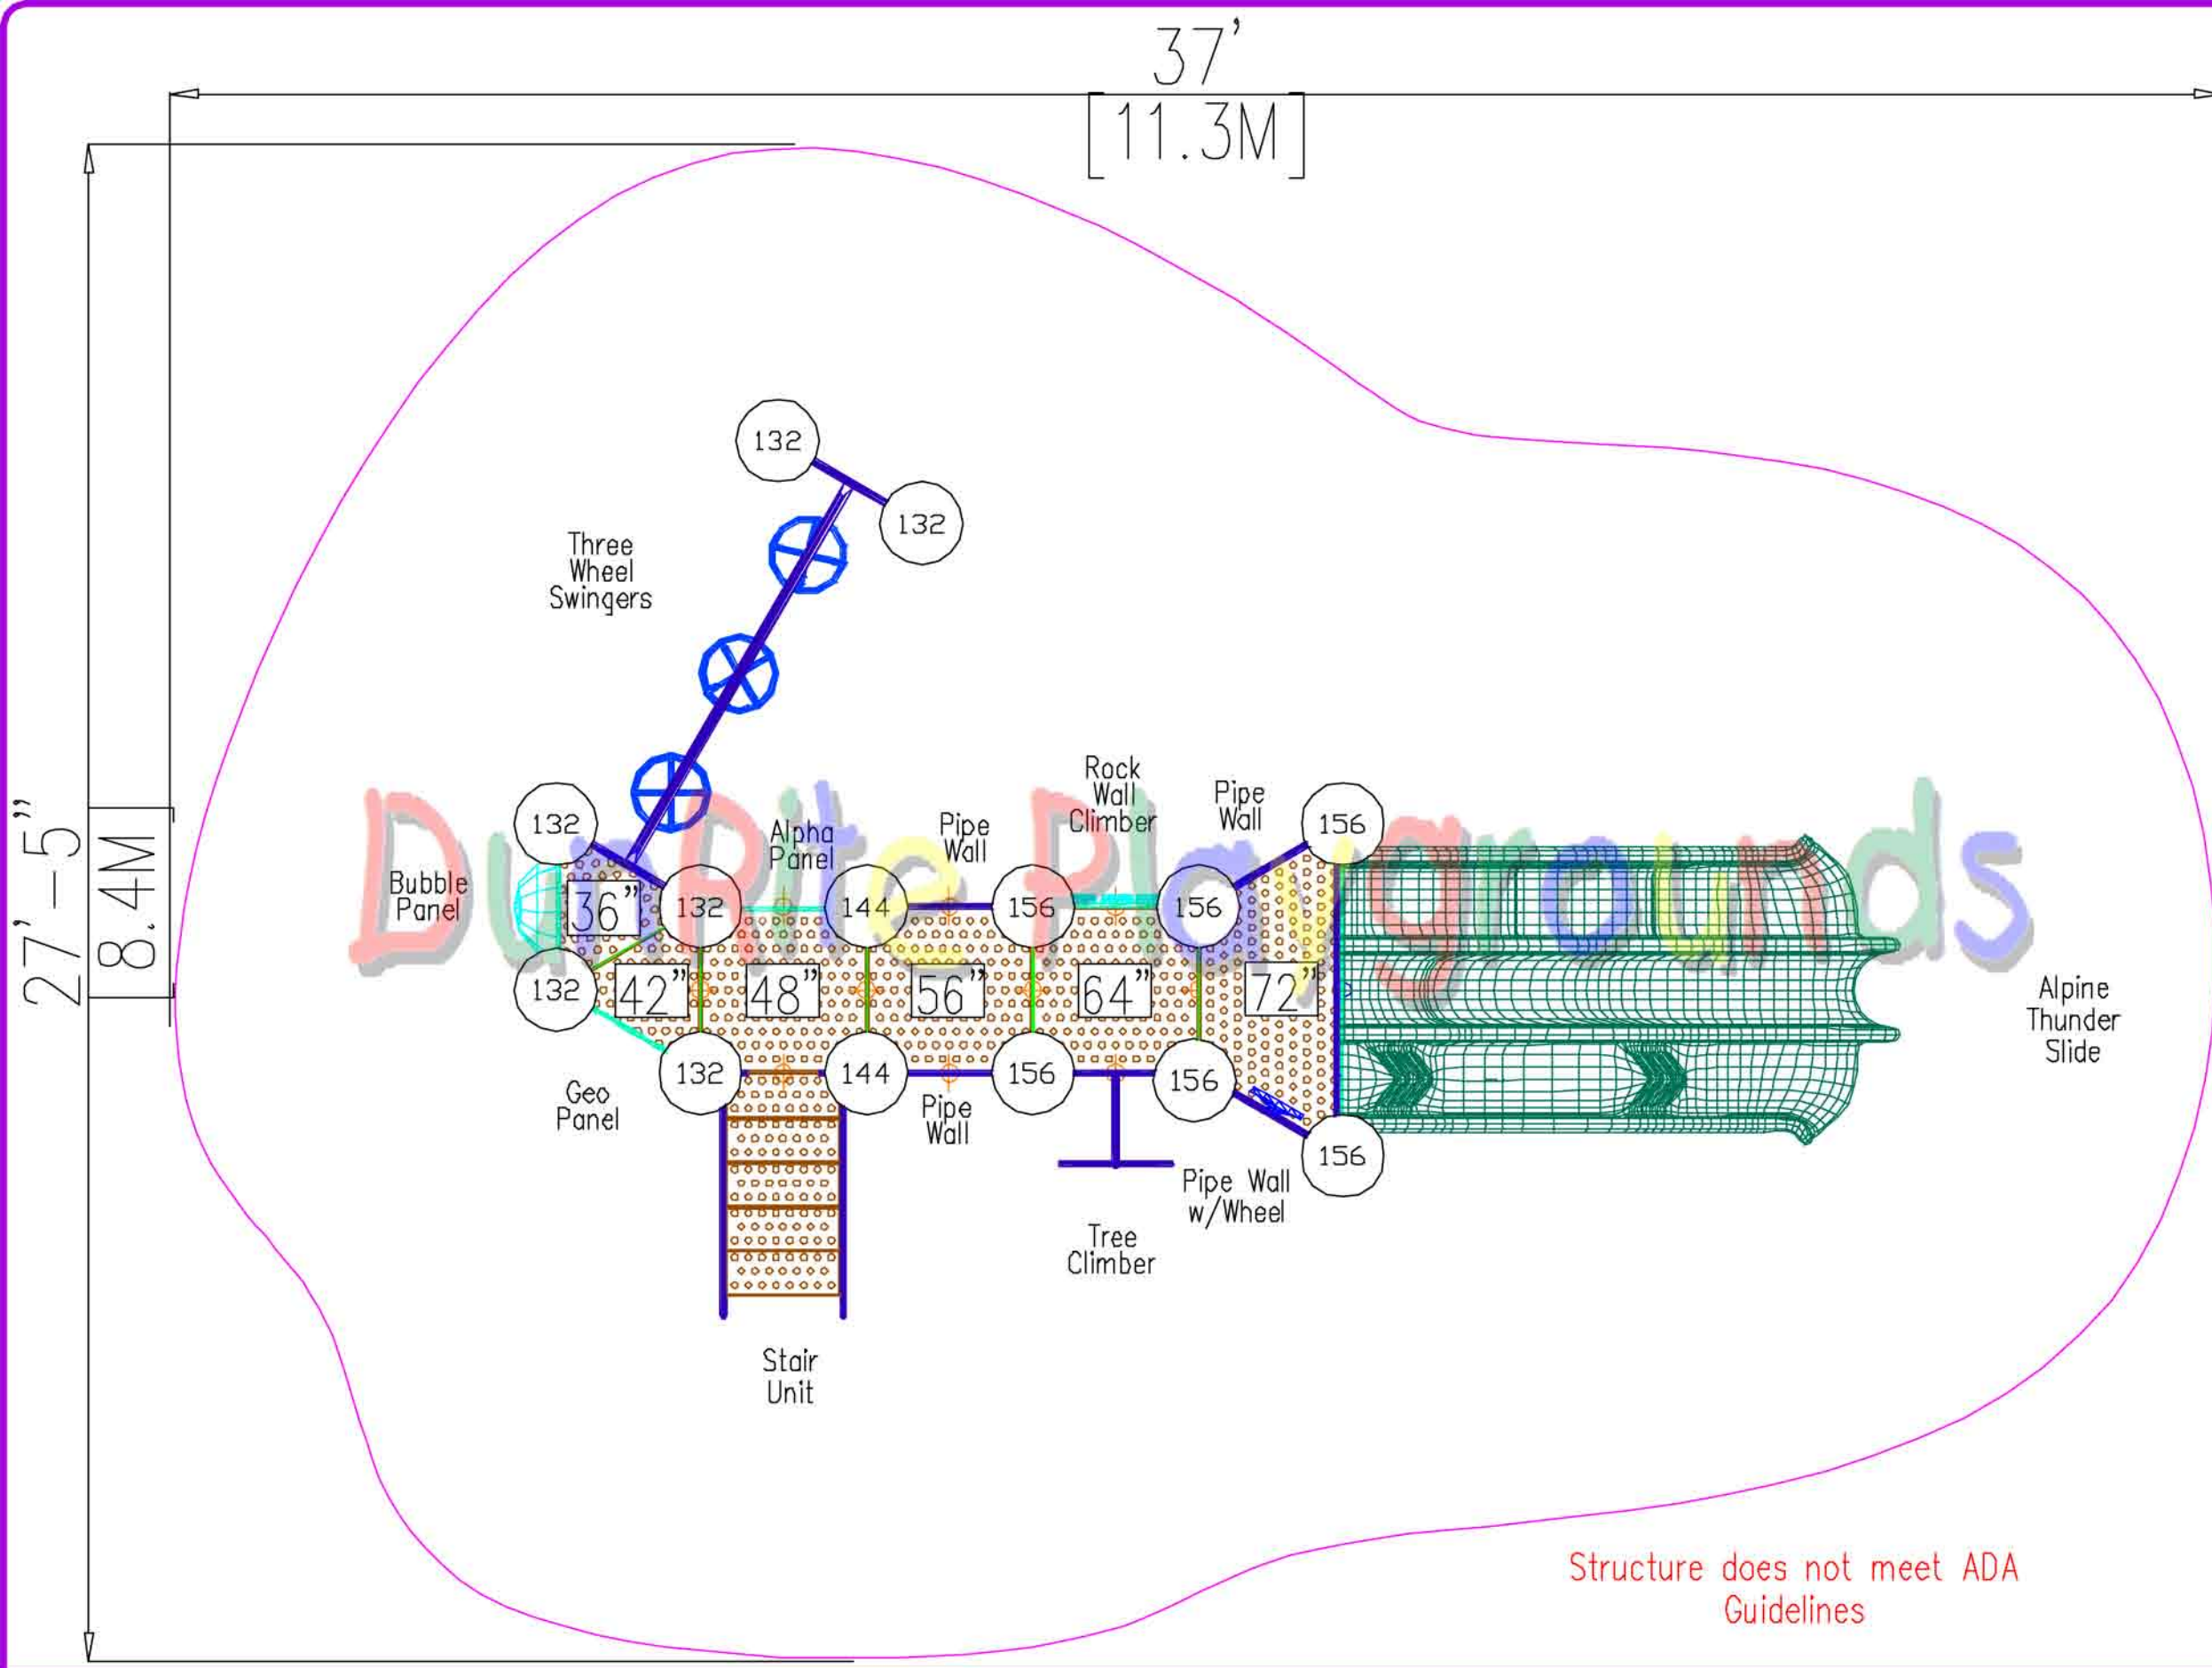 37'
[11.3M]
27'-5"
8.4M
132
132
Three
Wheel
Swingers
Rock
Wall
Climber
Pipe
Wall
132
156
Alpha
Panel
Pipe
Wall
Bubble
Panel
DunRite Playgrounds
36"
132
144
156
156
132
42"
48"
56"
64"
72"
Alpine
Thunder
Slide
132
144
156
156
Geo
Panel
Pipe
Wall
156
Pipe Wall
w/Wheel
Tree
Climber
Stair
Unit
Structure does not meet ADA
Guidelines